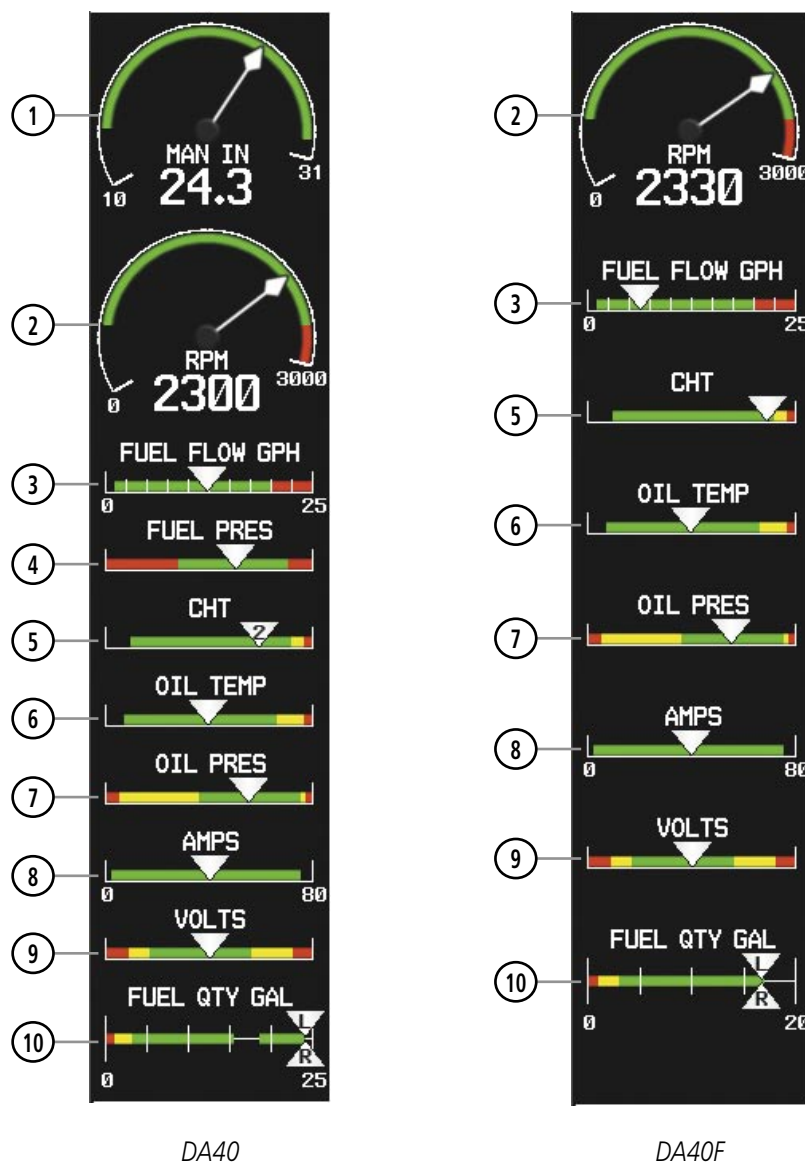 1
MAN IN
24.3
10
31
2
RPM
2300
0
3000
FUEL FLOW GPH
3
0
25
FUEL PRES
4
CHT
2
5
OIL TEMP
6
OIL PRES
7
AMPS
8
0
80
VOLTS
9
FUEL QTY GAL
L
R
10
0
25
DA40
2
RPM
2330
0
3000
FUEL FLOW GPH
3
0
25
CHT
5
OIL TEMP
6
OIL PRES
7
AMPS
8
0
80
VOLTS
9
FUEL QTY GAL
L
R
10
0
20
DA40F